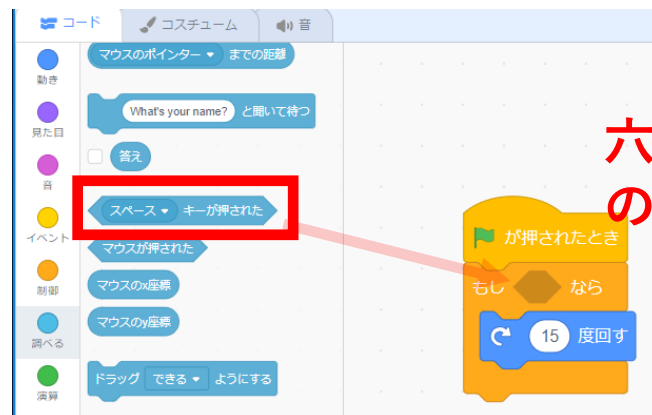 コード
コスチューム
音
動き
見た目
音
イベント
制御
調べる
演算
マウスのポインター までの距離
What's your name? と聞いて待つ
答え
スペース キーが押された
マウスが押された
マウスのx座標
マウスのy座標
ドラッグ できる ようにする
六
の
が押されたとき
もし なら
15 度回す